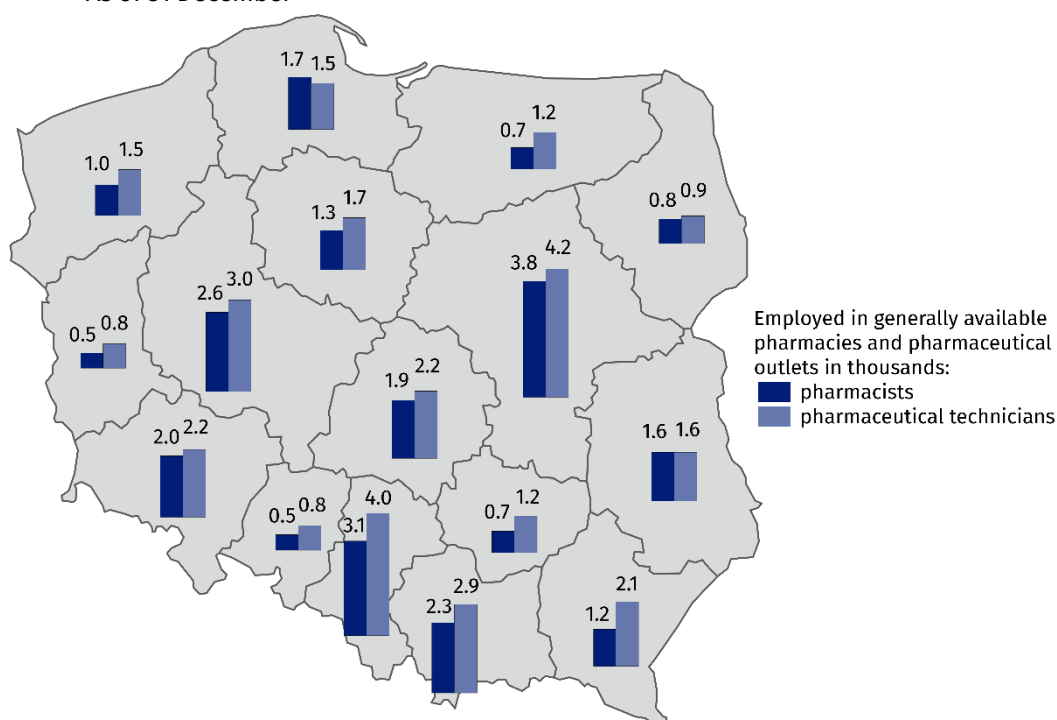 As of 31 December
1.7 1.5
0.7 1.2
1.0 1.5
0.8 0.9
1.3 1.7
3.8 4.2
2.6 3.0
0.5 0.8
Employed in generally available
pharmacies and pharmaceutical
outlets in thousands:
pharmacists
pharmaceutical technicians
1.9 2.2
2.0 2.2
1.6 1.6
0.5 0.8
3.1 4.0
0.7 1.2
2.3 2.9
1.2 2.1